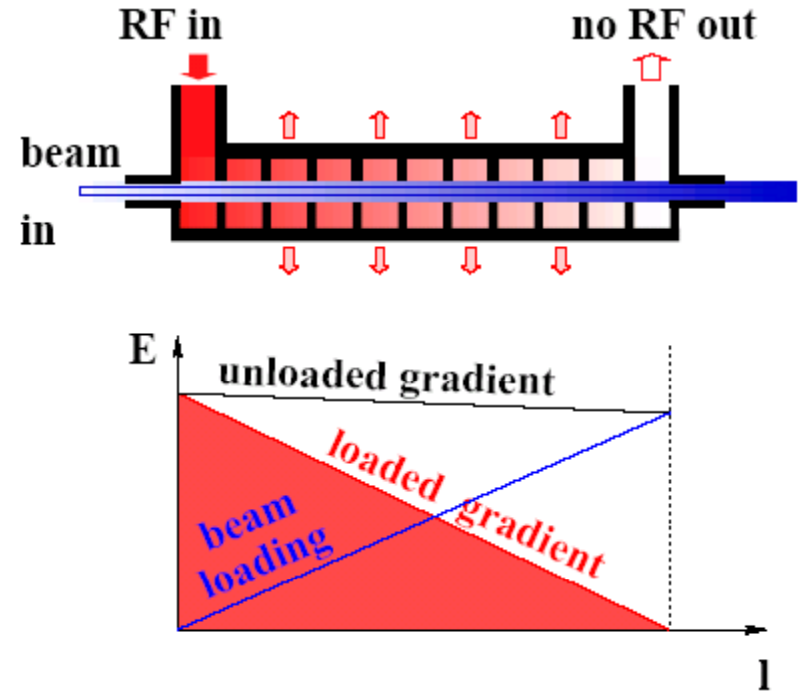 RF in
no RF out
beam
in
E
unloaded gradient
loaded gradient
beam
loading
l